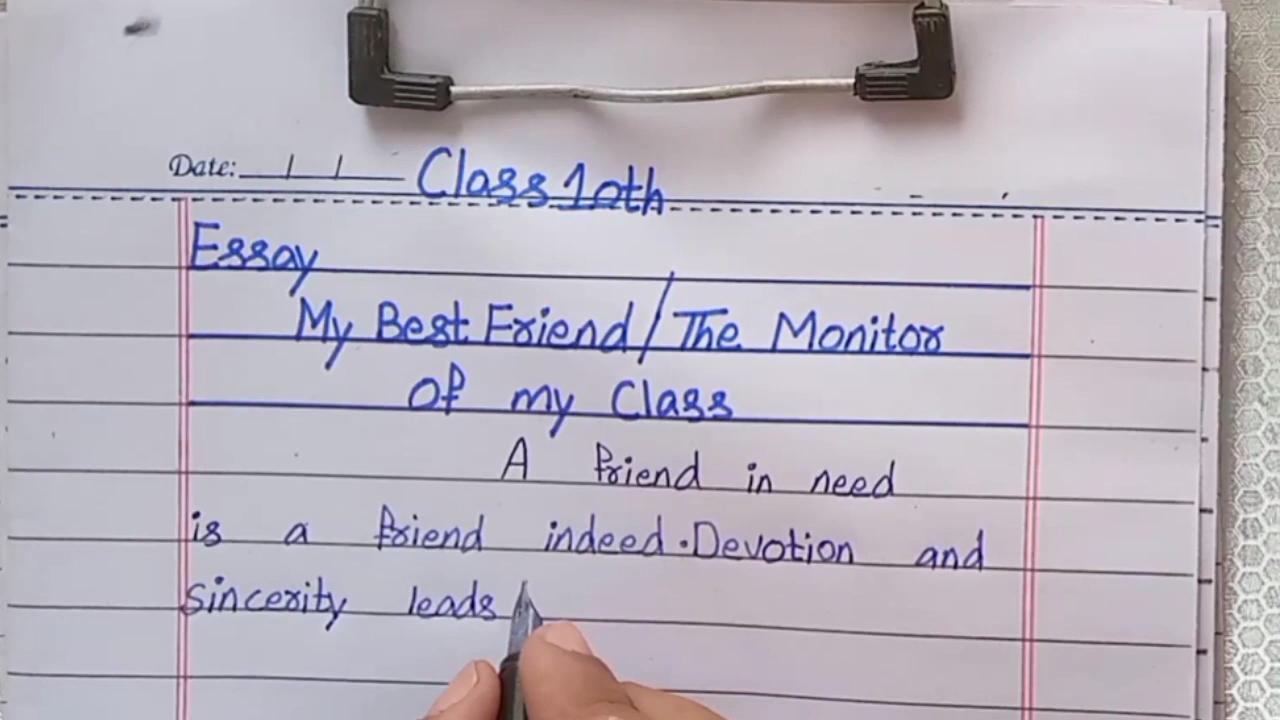 Date: / /
Class 10th
Essay
My Best Friend / The Monitor
Of my Class
A friend in need
is a friend indeed. Devotion and
sincerity leads